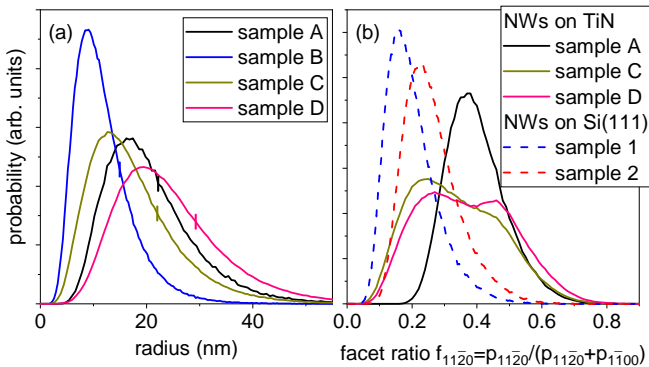 (a)
sample A
sample B
sample C
sample D
probability (arb. units)
0
20
40
radius (nm)
(b)
NWs on TiN
sample A
sample C
sample D
NWs on Si(111)
sample 1
sample 2
0.0
0.2
0.4
0.6
0.8
facet ratio f₁₁₂̅₀=p₁₁₂̅₀/(p₁₁₂̅₀+p₁₁̅₀₀)